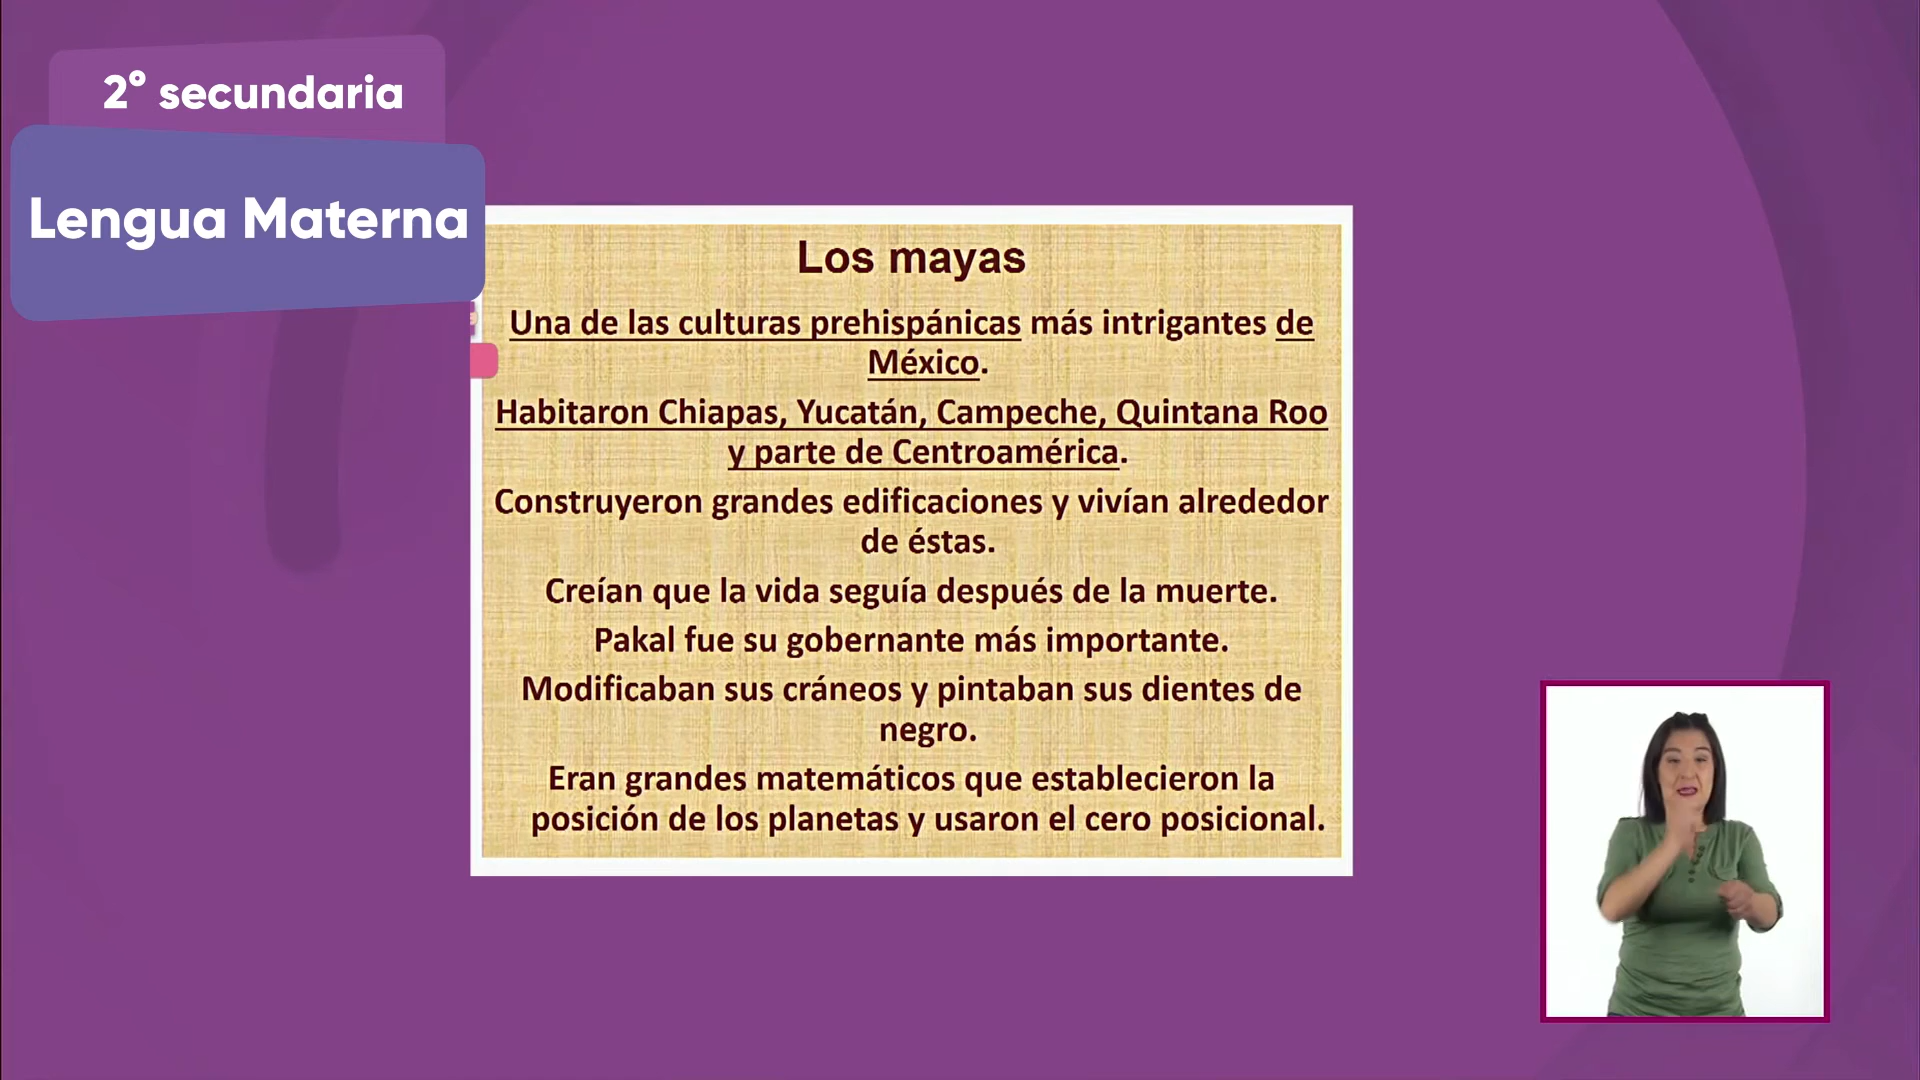 2° secundaria
Lengua Materna
Los mayas
Una de las culturas prehispánicas más intrigantes de
México.
Habitaron Chiapas, Yucatán, Campeche, Quintana Roo
y parte de Centroamérica.
Construyeron grandes edificaciones y vivían alrededor
de éstas.
Creían que la vida seguía después de la muerte.
Pakal fue su gobernante más importante.
Modificaban sus cráneos y pintaban sus dientes de
negro.
Eran grandes matemáticos que establecieron la
posición de los planetas y usaron el cero posicional.